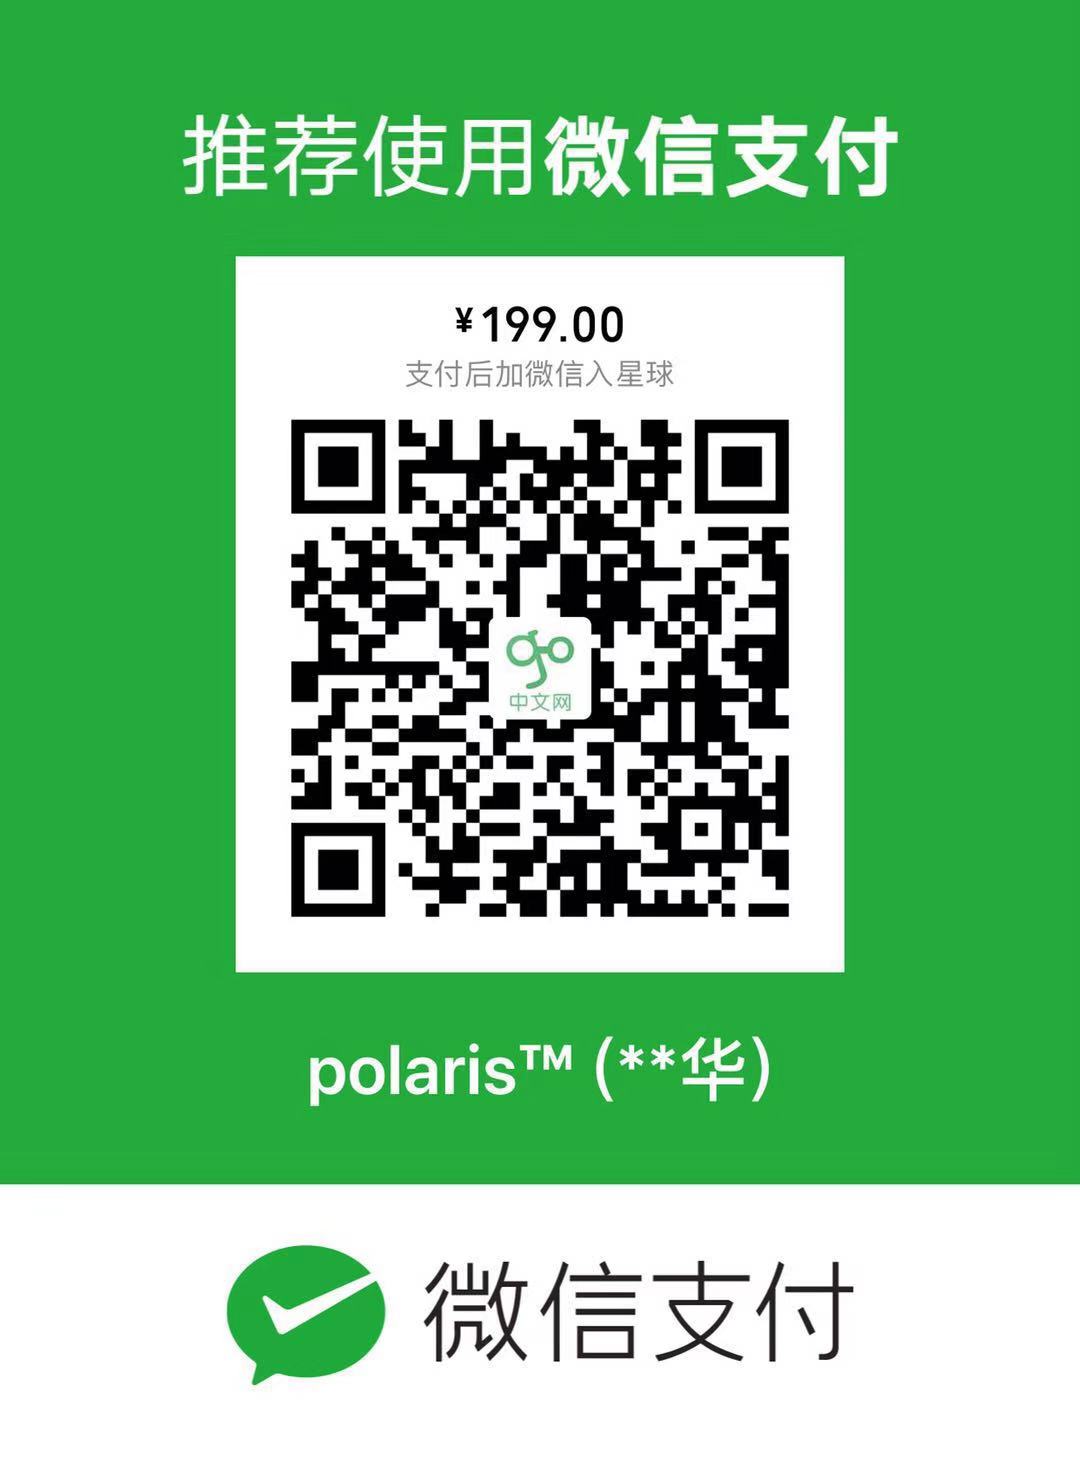 推荐使用微信支付
¥199.00
支付后加微信入星球
go
中文网
polaris™ (**华)
微信支付